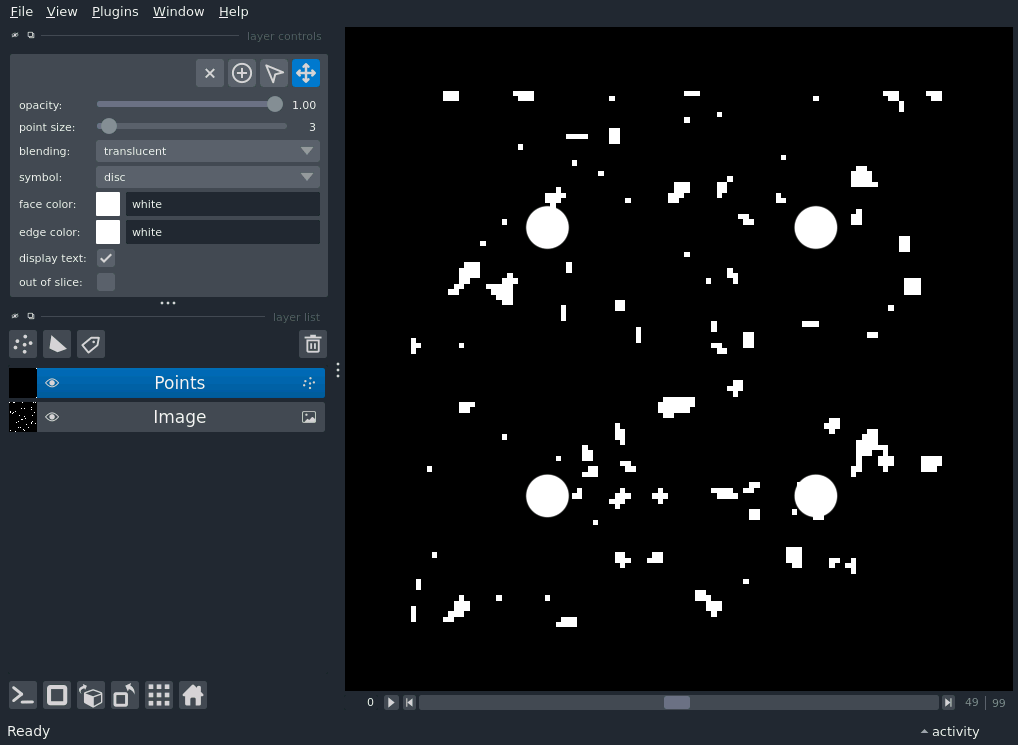 File View Plugins Window Help
layer controls
opacity: 1.00
point size: 3
blending: translucent
symbol: disc
face color: white
edge color: white
display text:
out of slice:
layer list
Points
Image
0 49 99
Ready activity